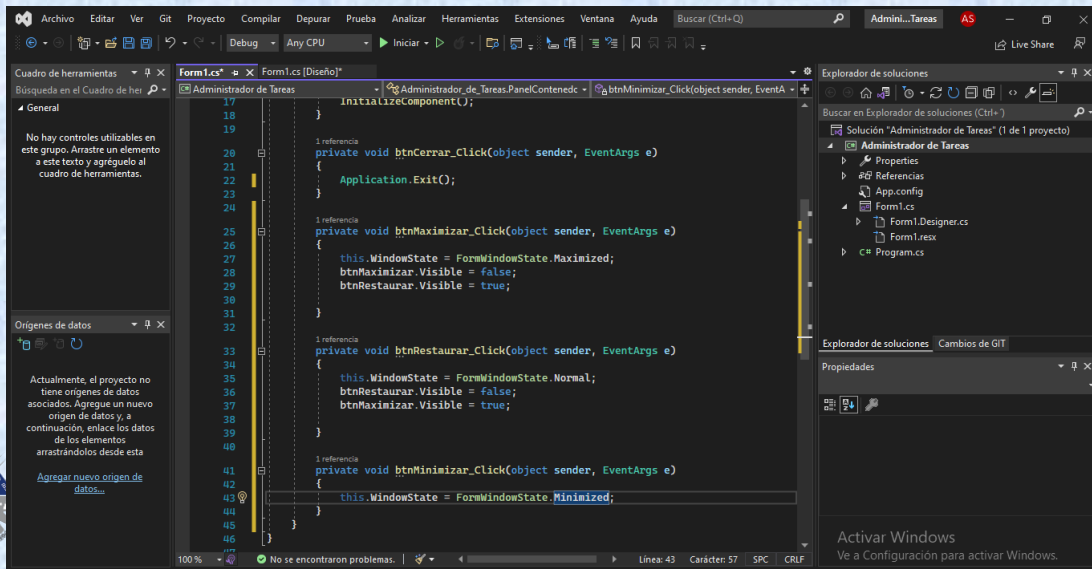 Archivo Editar Ver Git Proyecto Compilar Depurar Prueba Analizar Herramientas Extensiones Ventana Ayuda Buscar (Ctrl+Q) Admini...Tareas AS
Debug Any CPU Iniciar Live Share
Cuadro de herramientas
Búsqueda en el Cuadro de her
General
No hay controles utilizables en
este grupo. Arrastre un elemento
a este texto y agréguelo al
cuadro de herramientas.
Orígenes de datos
Actualmente, el proyecto no
tiene orígenes de datos
asociados. Agregue un nuevo
origen de datos y, a
continuación, enlace los datos
de los elementos
arrastrándolos desde esta
Agregar nuevo origen de
datos...
Form1.cs* Form1.cs [Diseño]*
Administrador de Tareas Administrador_de_Tareas.PanelContenedc btnMinimizar_Click(object sender, EventA
17 InitializeComponent();
18 }
19
1 referencia
20 private void btnCerrar_Click(object sender, EventArgs e)
21 {
22 Application.Exit();
23 }
24
1 referencia
25 private void btnMaximizar_Click(object sender, EventArgs e)
26 {
27 this.WindowState = FormWindowState.Maximized;
28 btnMaximizar.Visible = false;
29 btnRestaurar.Visible = true;
30
31 }
32
1 referencia
33 private void btnRestaurar_Click(object sender, EventArgs e)
34 {
35 this.WindowState = FormWindowState.Normal;
36 btnRestaurar.Visible = false;
37 btnMaximizar.Visible = true;
38
39 }
40
1 referencia
41 private void btnMinimizar_Click(object sender, EventArgs e)
42 {
43 this.WindowState = FormWindowState.Minimized;
44 }
45 }
46 }
47
100 % No se encontraron problemas. Línea: 43 Carácter: 57 SPC CRLF
Explorador de soluciones
Buscar en Explorador de soluciones (Ctrl+´)
Solución "Administrador de Tareas" (1 de 1 proyecto)
Administrador de Tareas
Properties
Referencias
App.config
Form1.cs
Form1.Designer.cs
Form1.resx
C# Program.cs
Explorador de soluciones Cambios de GIT
Propiedades
Activar Windows
Ve a Configuración para activar Windows.